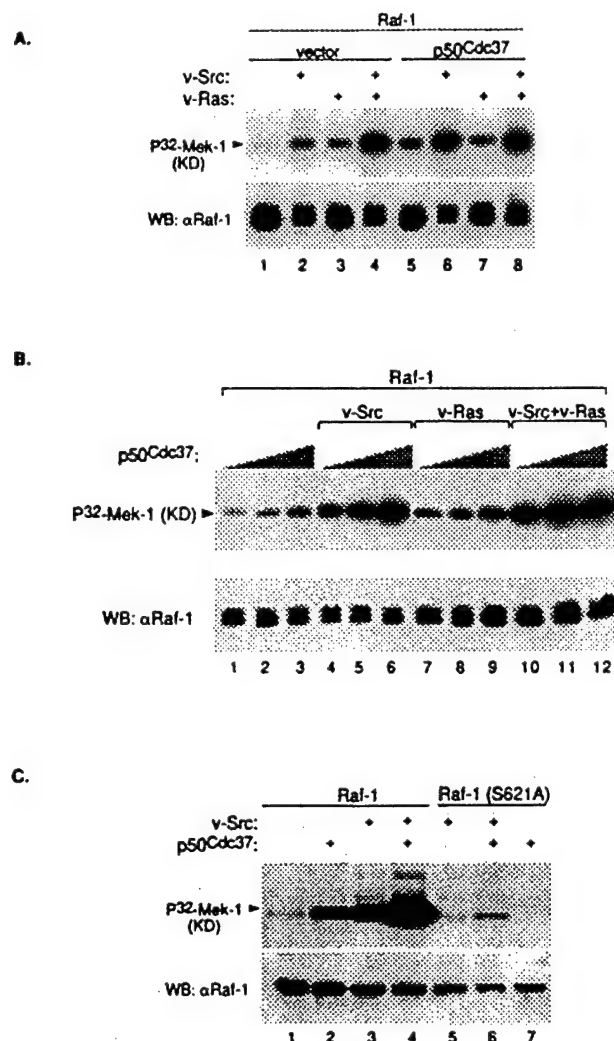 A.
Raf-1
vector p50Cdc37
v-Src: + + + +
v-Ras: + + + +
P32-Mek-1
(KD)
WB: αRaf-1
1 2 3 4 5 6 7 8
B.
Raf-1
v-Src v-Ras v-Src+v-Ras
p50Cdc37:
P32-Mek-1 (KD)
WB: αRaf-1
1 2 3 4 5 6 7 8 9 10 11 12
C.
Raf-1 Raf-1 (S621A)
v-Src: + + + +
p50Cdc37: + + + +
P32-Mek-1
(KD)
WB: αRaf-1
1 2 3 4 5 6 7